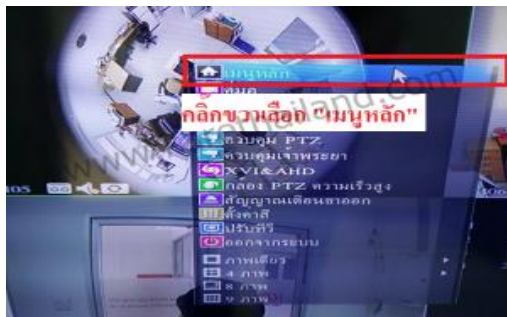 เมนูหลัก
คลิ๊กขวาเลือก "เมนูหลัก"
ควบคุม PTZ
ควบคุมเจ้าพระยา
XVI&AHD
กล้อง PTZ ความเร็วสูง
สัญญาณเตือนขาออก
ตั้งค่าสี
ปรับทีวี
ออกจากระบบ
ภาพเดียว
4 ภาพ
8 ภาพ
9 ภาพ